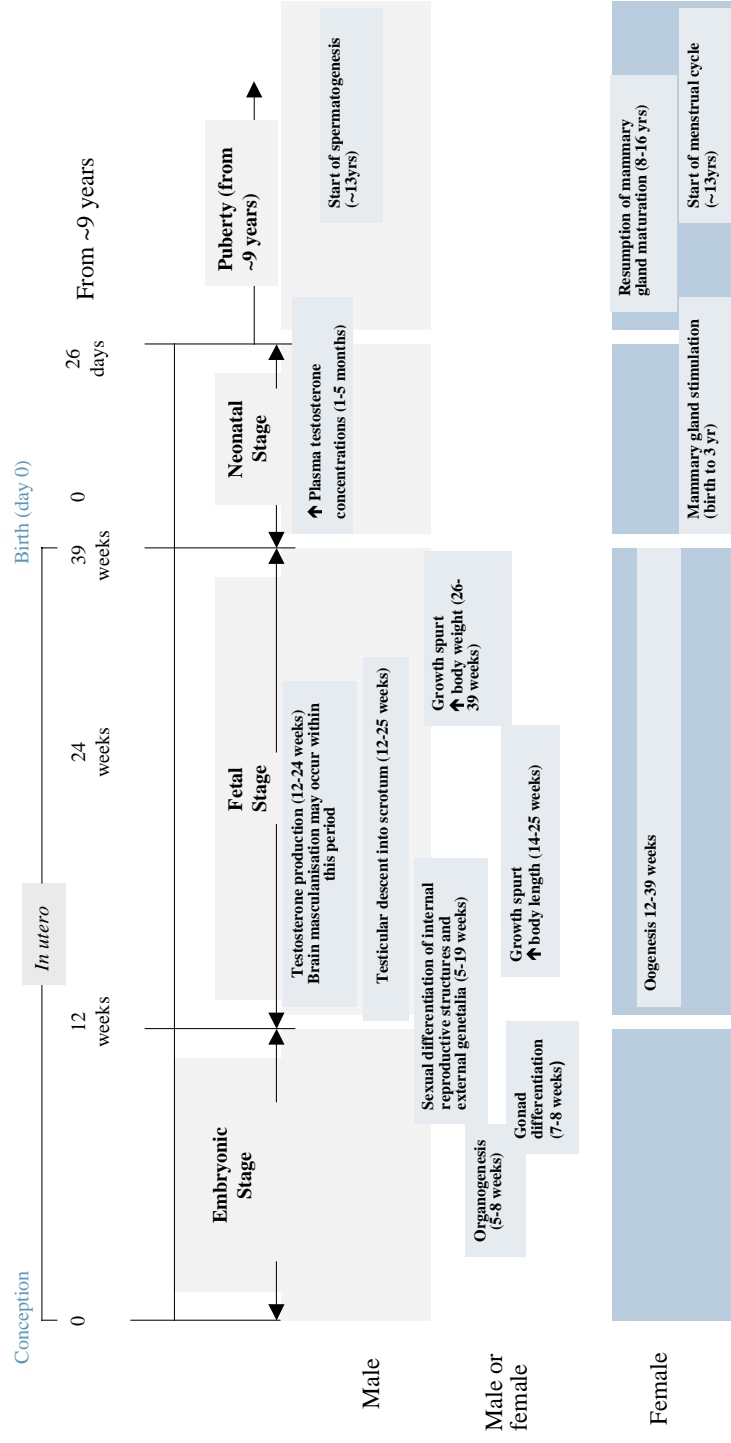 Conception
Birth (day 0)
In utero
0
12
weeks
24
weeks
39
weeks
0
26
days
From ~9 years
Embryonic
Stage
Fetal
Stage
Neonatal
Stage
Puberty (from
~9 years)
Male
Testosterone production (12-24 weeks)
Brain masculanisation may occur within
this period
Testicular descent into scrotum (12-25 weeks)
↑ Plasma testosterone
concentrations (1-5 months)
Start of spermatogenesis
(~13yrs)
Male or
female
Sexual differentiation of internal
reproductive structures and
external genetalia (5-19 weeks)
Organogenesis
(5-8 weeks)
Gonad
differentiation
(7-8 weeks)
Growth spurt
↑ body weight (26-
39 weeks)
Growth spurt
↑ body length (14-25 weeks)
Female
Oogenesis 12-39 weeks
Resumption of mammary
gland maturation (8-16 yrs)
Mammary gland stimulation
(birth to 3 yr)
Start of menstrual cycle
(~13yrs)